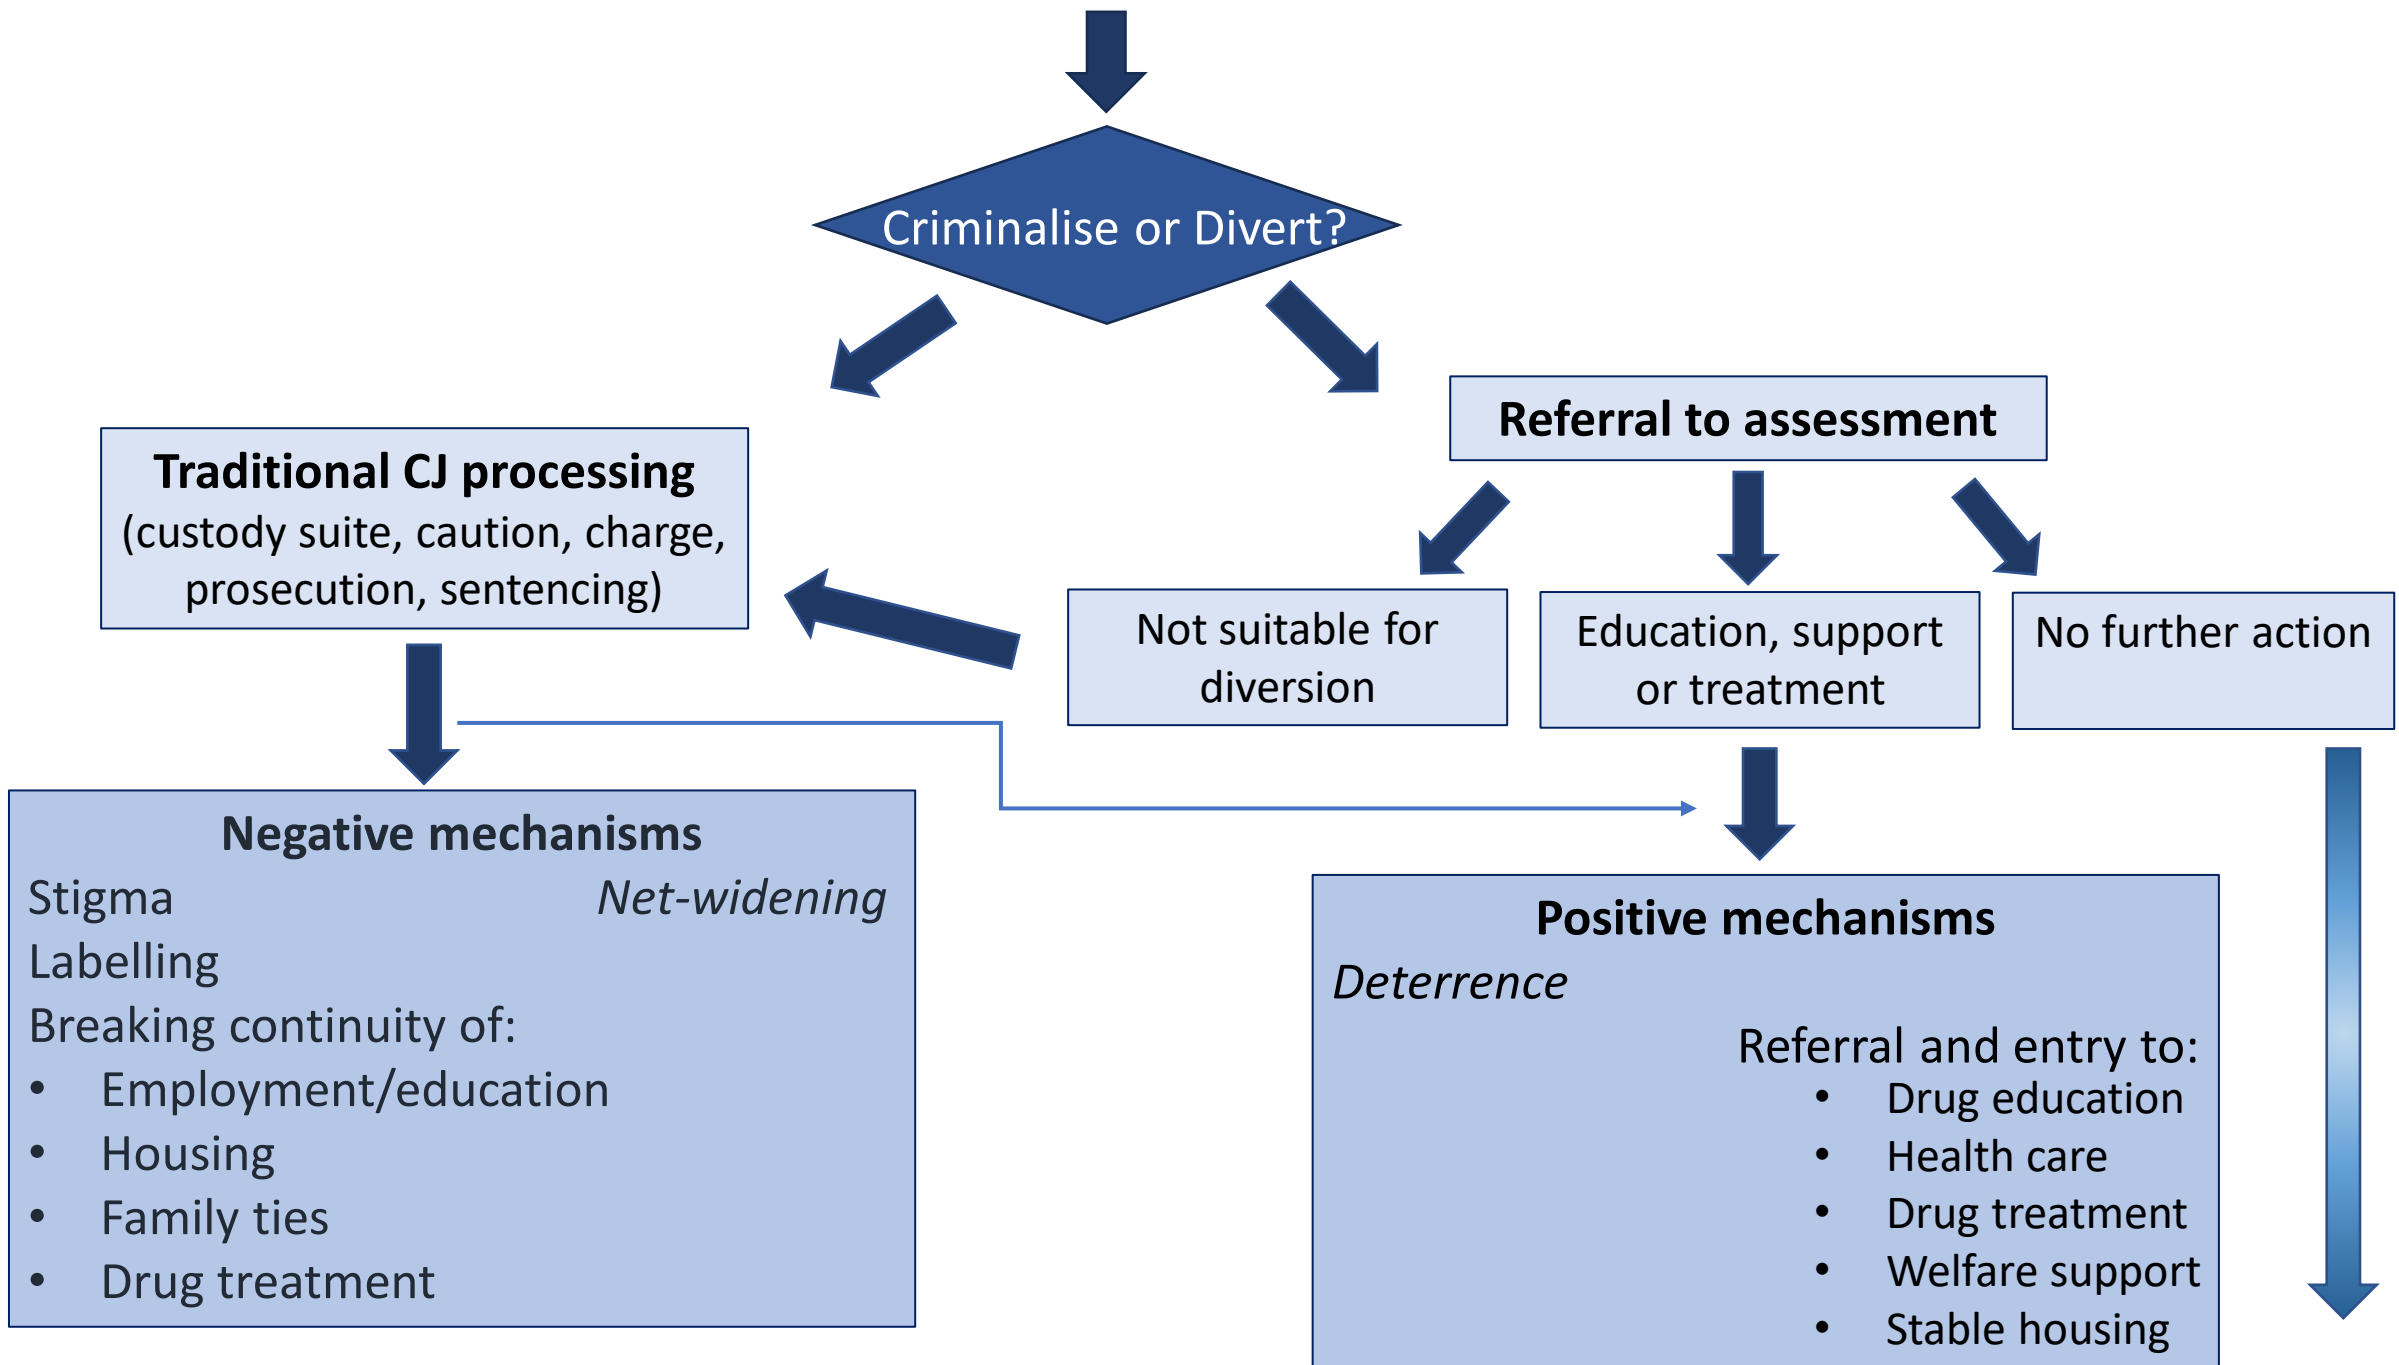 Criminalise or Divert?
Referral to assessment
Traditional CJ processing
(custody suite, caution, charge,
prosecution, sentencing)
Not suitable for
diversion
Education, support
or treatment
No further action
Negative mechanisms
Stigma
Net-widening
Labelling
Breaking continuity of:
• Employment/education
• Housing
• Family ties
• Drug treatment
Positive mechanisms
Deterrence
Referral and entry to:
• Drug education
• Health care
• Drug treatment
• Welfare support
• Stable housing